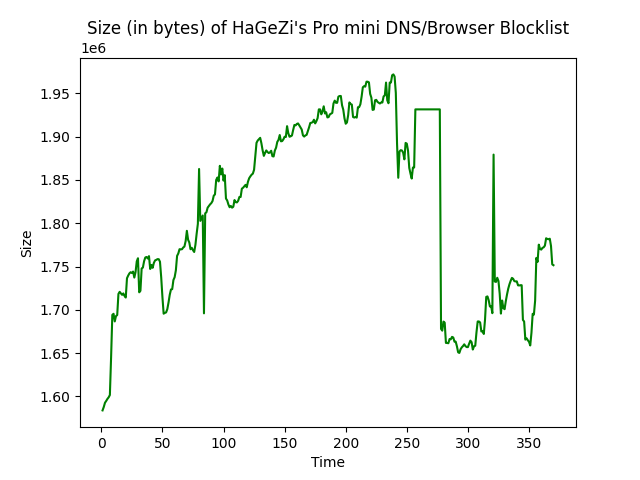 Size (in bytes) of HaGeZi's Pro mini DNS/Browser Blocklist
1e6
1.95
1.90
1.85
1.80
1.75
1.70
1.65
1.60
Size
0 50 100 150 200 250 300 350
Time